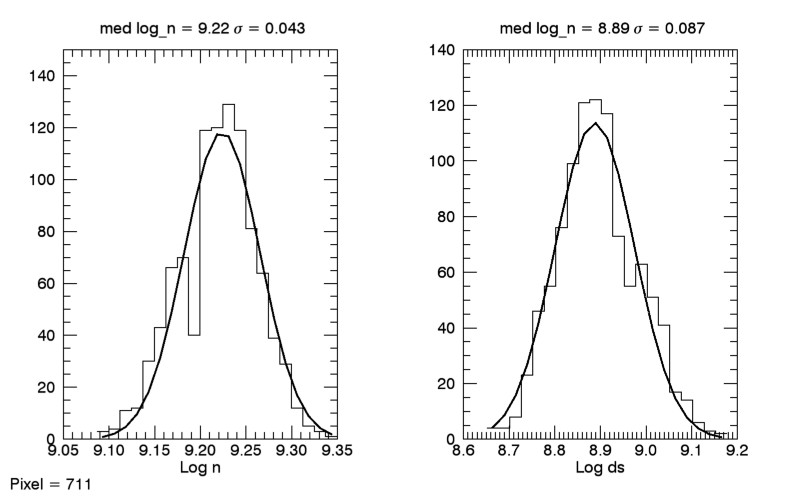 med log_n = 9.22 σ = 0.043
140
120
100
80
60
40
20
0
9.05 9.10 9.15 9.20 9.25 9.30 9.35
Log n
med log_n = 8.89 σ = 0.087
140
120
100
80
60
40
20
0
8.6 8.7 8.8 8.9 9.0 9.1 9.2
Log ds
Pixel = 711